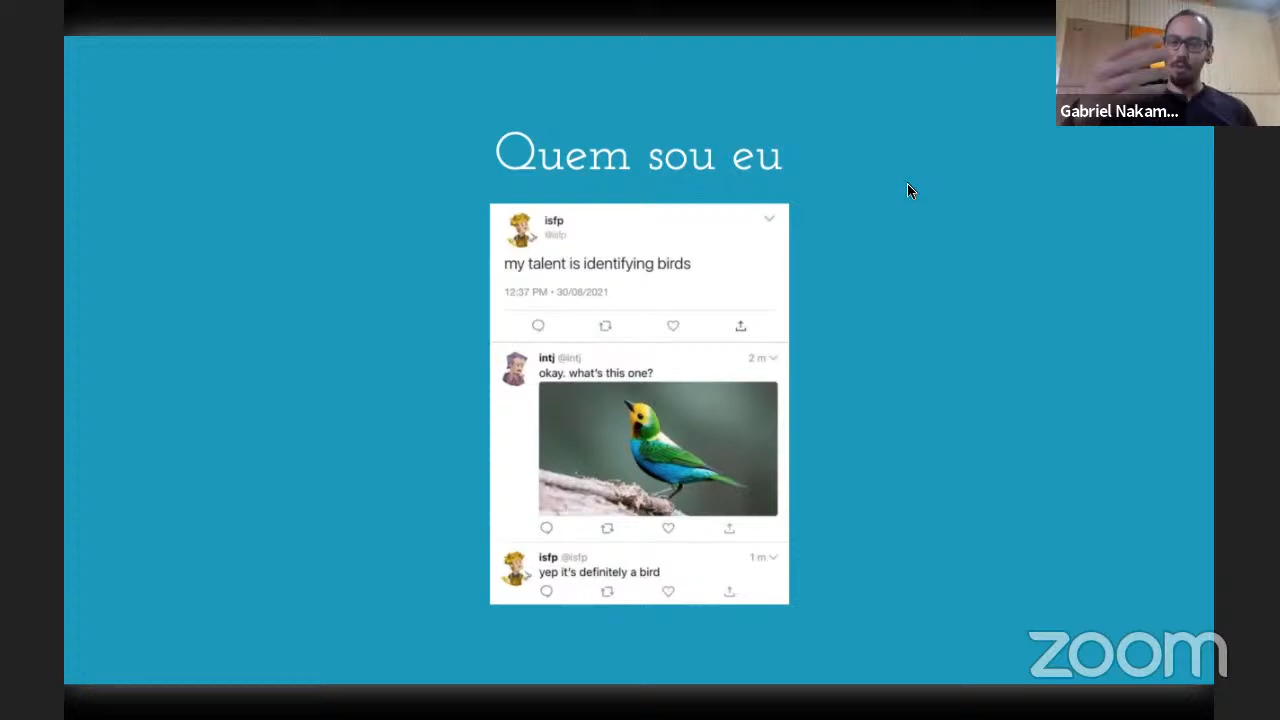 Gabriel Nakam...
Quem sou eu
isfp
@isfp
my talent is identifying birds
12:37 PM • 30/08/2021
intj @intj
2 m
okay. what's this one?
isfp @isfp
1 m
yep it's definitely a bird
zoom